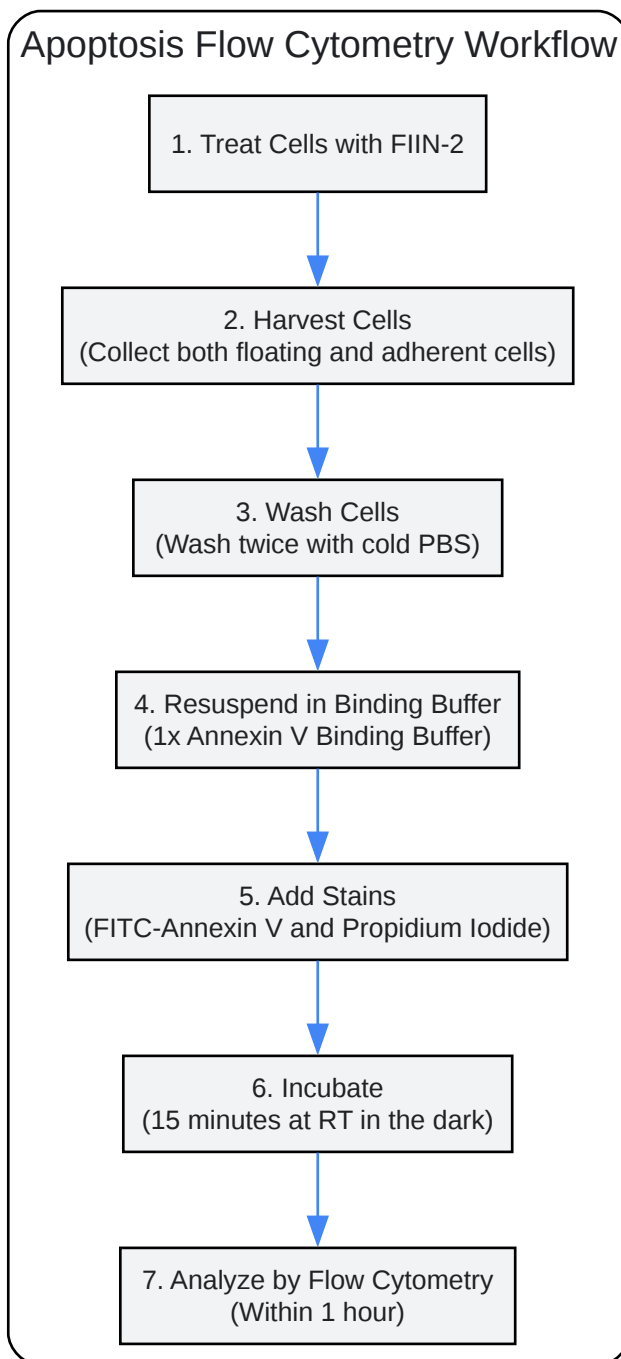 Apoptosis Flow Cytometry Workflow
1. Treat Cells with FIIN-2
2. Harvest Cells
(Collect both floating and adherent cells)
3. Wash Cells
(Wash twice with cold PBS)
4. Resuspend in Binding Buffer
(1x Annexin V Binding Buffer)
5. Add Stains
(FITC-Annexin V and Propidium Iodide)
6. Incubate
(15 minutes at RT in the dark)
7. Analyze by Flow Cytometry
(Within 1 hour)